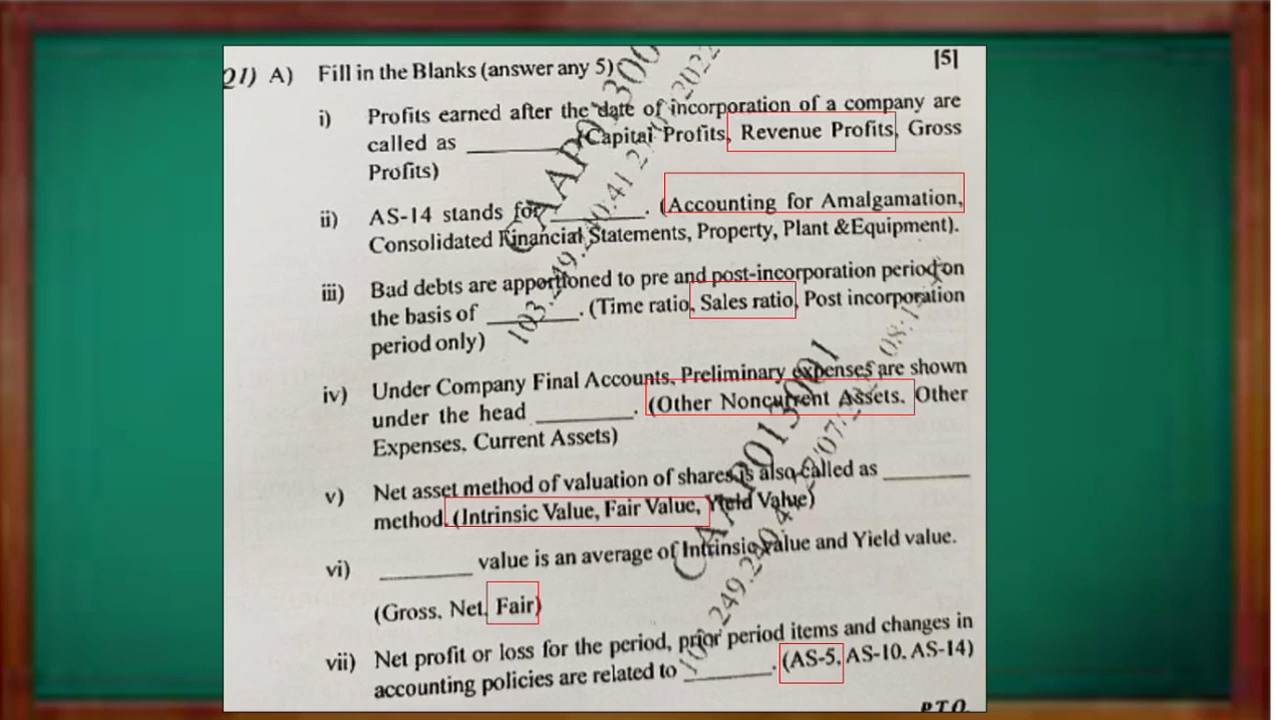 Q1) A) Fill in the Blanks (answer any 5) [5]
i) Profits earned after the date of incorporation of a company are
called as ________ (Capital Profits, Revenue Profits, Gross
Profits)
ii) AS-14 stands for ________. (Accounting for Amalgamation,
Consolidated Financial Statements, Property, Plant &Equipment).
iii) Bad debts are apportioned to pre and post-incorporation period on
the basis of ________. (Time ratio, Sales ratio, Post incorporation
period only)
iv) Under Company Final Accounts, Preliminary expenses are shown
under the head ________. (Other Noncurrent Assets. Other
Expenses, Current Assets)
v) Net asset method of valuation of shares is also called as ________
method. (Intrinsic Value, Fair Value, Yield Value)
vi) ________ value is an average of Intrinsic value and Yield value.
(Gross, Net, Fair)
vii) Net profit or loss for the period, prior period items and changes in
accounting policies are related to ________. (AS-5, AS-10, AS-14)
P.T.O.
CAAP013001